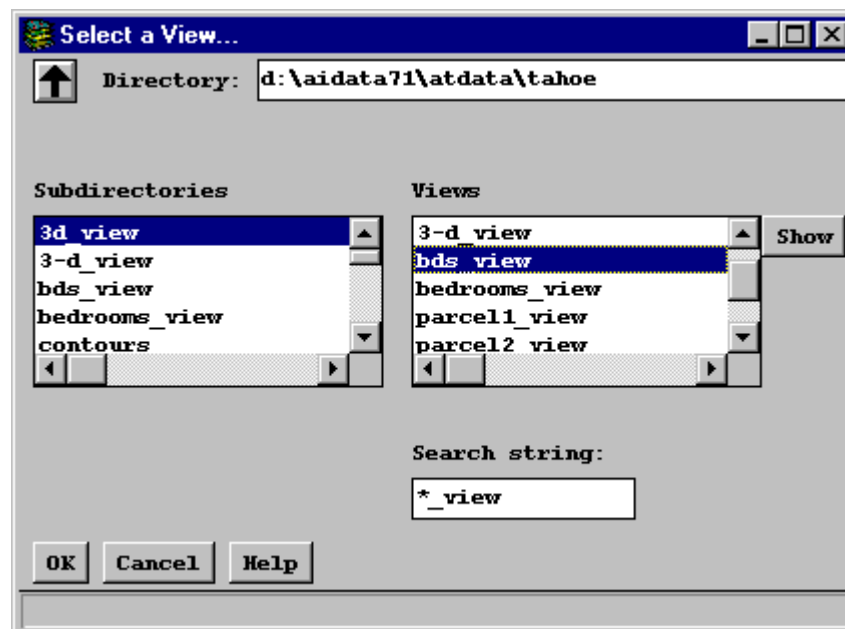 Select a View...
Directory: d:\aidata71\atdata\tahoe
Subdirectories
Views
3d_view
3-d_view
bds_view
bedrooms_view
contours
3-d_view
bds_view
bedrooms_view
parcel1_view
parcel2_view
Show
Search string:
*_view
OK Cancel Help